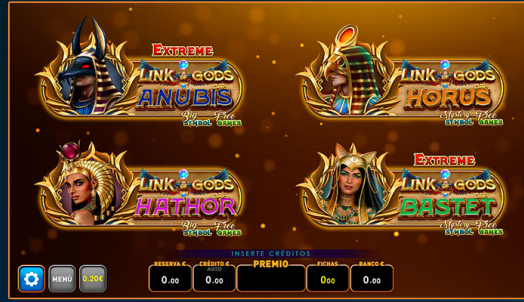 EXTREME
LINK GODS
ANUBIS
Big Free
SYMBOL GAMES
LINK GODS
HORUS
Mystery Free
SYMBOL GAMES
LINK GODS
HATHOR
Big Free
SYMBOL GAMES
EXTREME
LINK GODS
BASTET
Mystery Free
SYMBOL GAMES
INSERTE CRÉDITOS
MENÚ
0.20€
RESERVA €
0.00
CRÉDITO €
AUTO
0.00
PREMIO
FICHAS
000
BANCO €
0.00